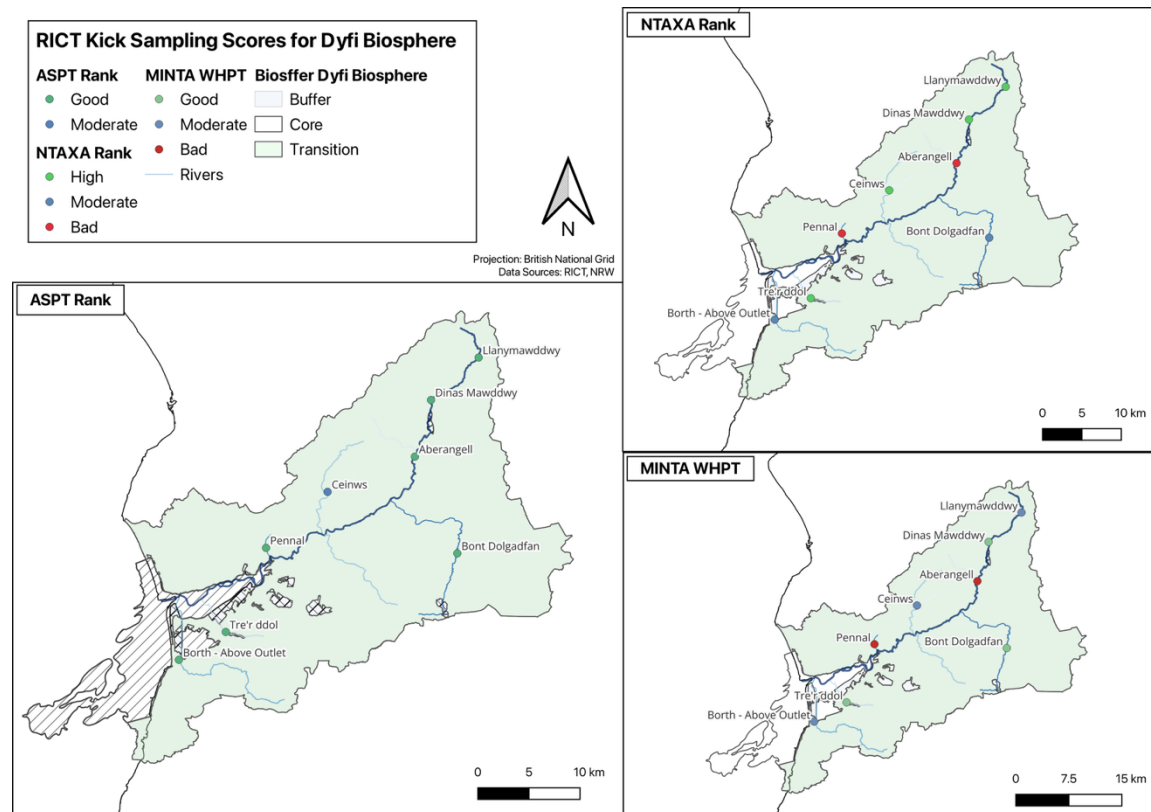 RICT Kick Sampling Scores for Dyfi Biosphere
ASPT Rank
Good
Moderate
NTAXA Rank
High
Moderate
Bad
MINTA WHPT
Good
Moderate
Bad
Rivers
Biosffer Dyfi Biosphere
Buffer
Core
Transition
N
Projection: British National Grid
Data Sources: RICT, NRW
NTAXA Rank
Llanymawddwy
Dinas Mawddwy
Aberangell
Ceinws
Pennal
Bont Dolgadfan
Tre'r ddol
Borth - Above Outlet
0 5 10 km
ASPT Rank
Llanymawddwy
Dinas Mawddwy
Aberangell
Ceinws
Pennal
Bont Dolgadfan
Tre'r ddol
Borth - Above Outlet
0 5 10 km
MINTA WHPT
Llanymawddwy
Dinas Mawddwy
Aberangell
Ceinws
Pennal
Bont Dolgadfan
Tre'r ddol
Borth - Above Outlet
0 7.5 15 km